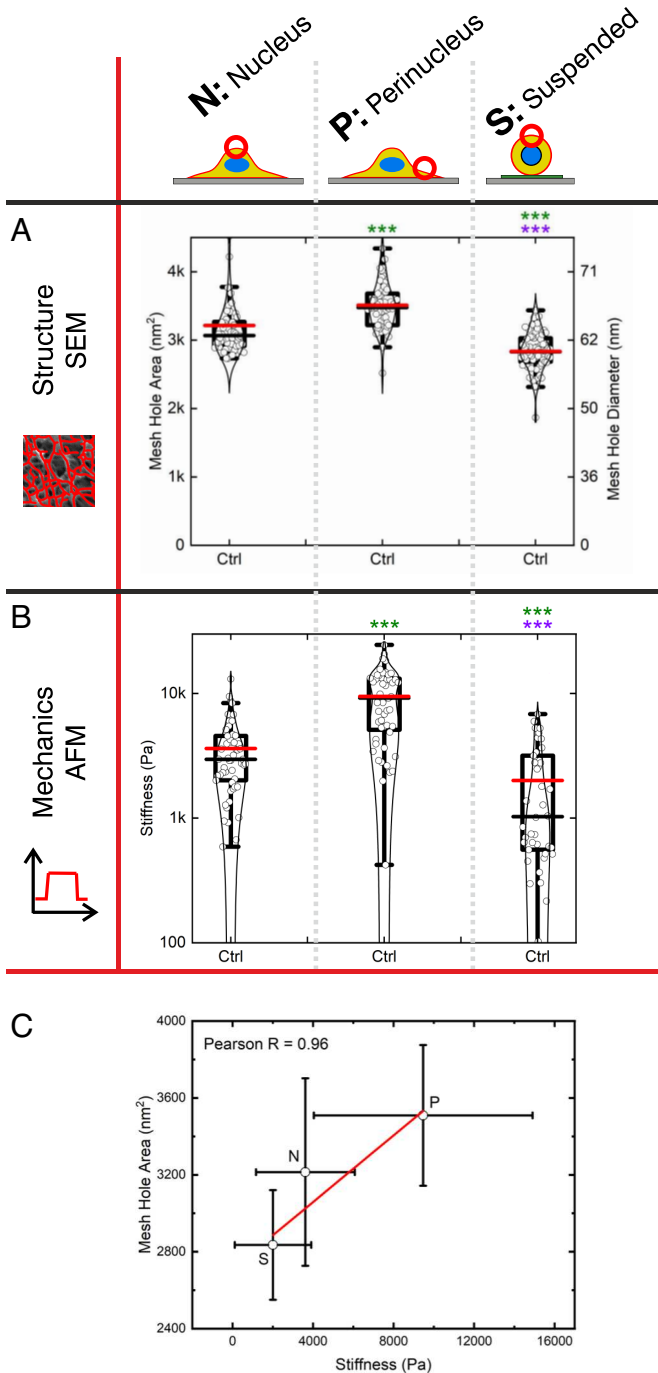 N: Nucleus
P: Perinucleus
S: Suspended
A
Structure
SEM
***
***
***
Mesh Hole Area (nm²)
4k
3k
2k
1k
0
71
62
50
36
0
Mesh Hole Diameter (nm)
Ctrl
Ctrl
Ctrl
B
Mechanics
AFM
***
***
***
Stiffness (Pa)
10k
1k
100
Ctrl
Ctrl
Ctrl
C
Pearson R = 0.96
Mesh Hole Area (nm²)
4000
3600
3200
2800
2400
P
N
S
0
4000
8000
12000
16000
Stiffness (Pa)